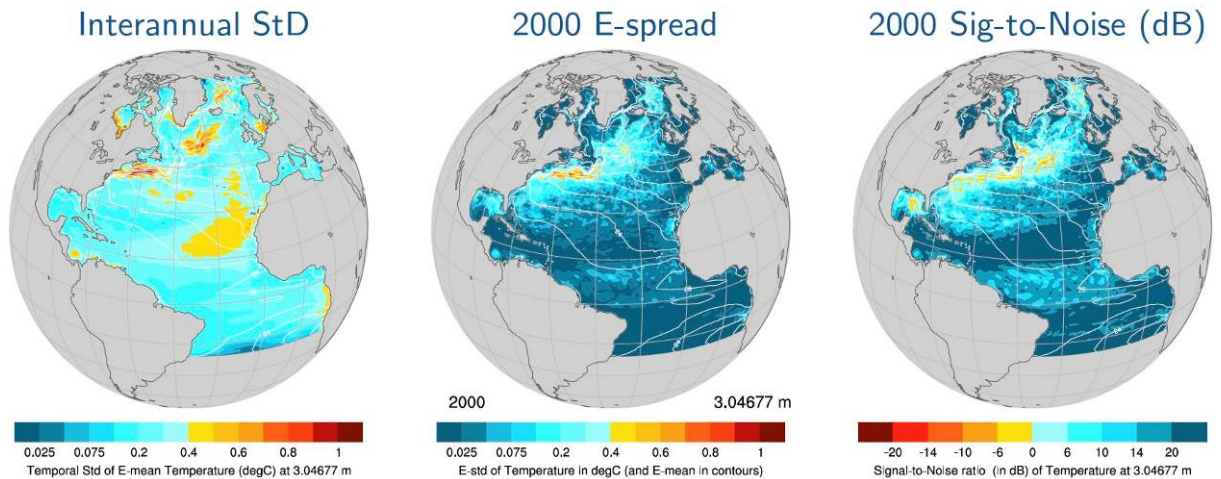 Interannual StD
2000 E-spread
2000 Sig-to-Noise (dB)
2000
3.04677 m
0.025 0.075 0.2 0.4 0.6 0.8 1
Temporal Std of E-mean Temperature (degC) at 3.04677 m
0.025 0.075 0.2 0.4 0.6 0.8 1
E-std of Temperature in degC (and E-mean in contours)
-20 -14 -10 -6 0 6 10 14 20
Signal-to-Noise ratio (in dB) of Temperature at 3.04677 m